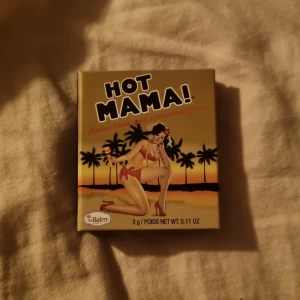 HOT
MAMA!
theBalm
3 g / POIDS NET WT. 0.11 OZ